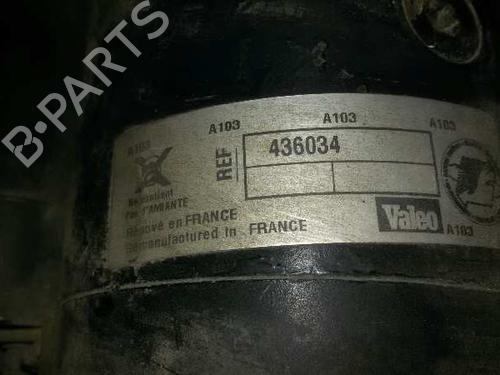 B-PARTS
A103
A103
A103
A103
REF
436034
Ne contient
Pas d'AMIANTE
Rénové en FRANCE
Remanufactured in FRANCE
Valeo
A103